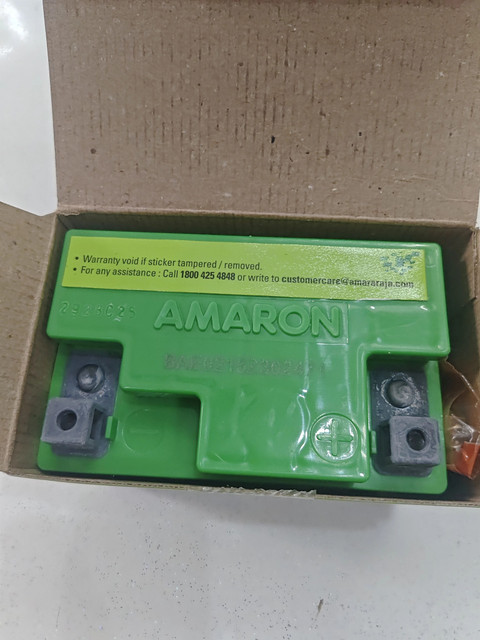 • Warranty void if sticker tampered / removed.
• For any assistance : Call 1800 425 4848 or write to customercare@amararaja.com
AMARON
+